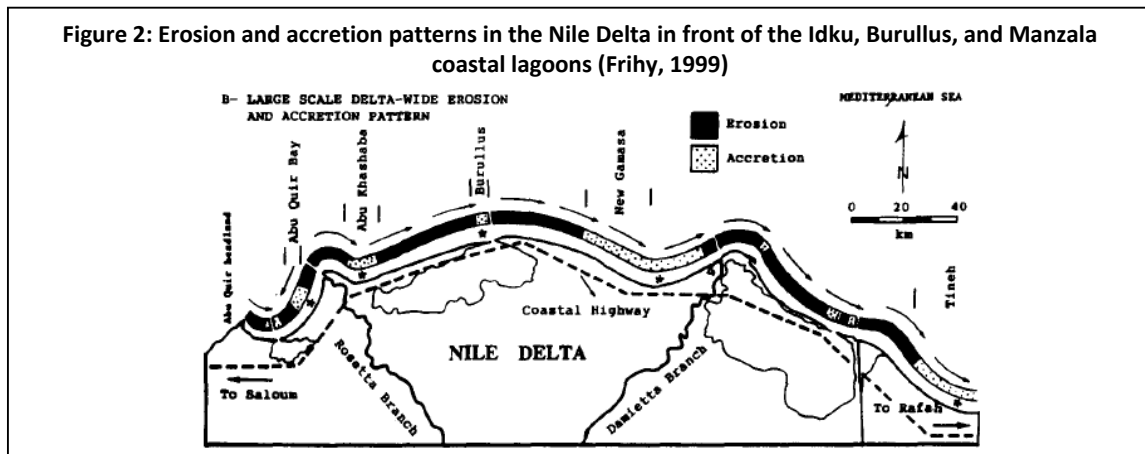 Figure 2: Erosion and accretion patterns in the Nile Delta in front of the Idku, Burullus, and Manzala
coastal lagoons (Frihy, 1999)
B- LARGE SCALE DELTA-WIDE EROSION
AND ACCRETION PATTERN
MEDITERRANEAN SEA
Erosion
Accretion
N
0 20 40
km
Abu Quir headland
Abu Quir Bay
Abu Khashaba
Burullus
New Gamasa
Tineh
Coastal Highway
NILE DELTA
Rosetta Branch
Damietta Branch
To Saloum
To Rafah